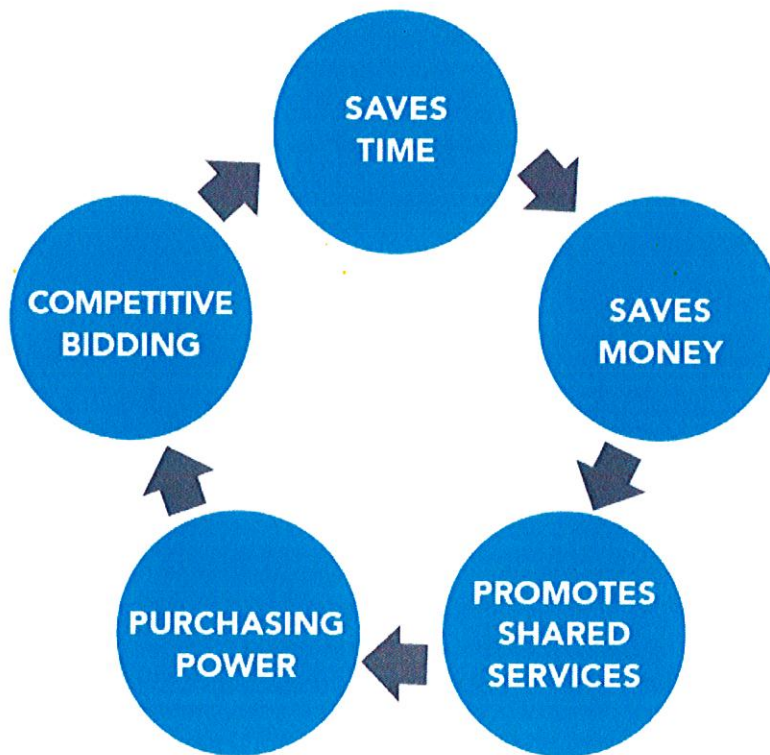 SAVES
TIME
SAVES
MONEY
PROMOTES
SHARED
SERVICES
PURCHASING
POWER
COMPETITIVE
BIDDING